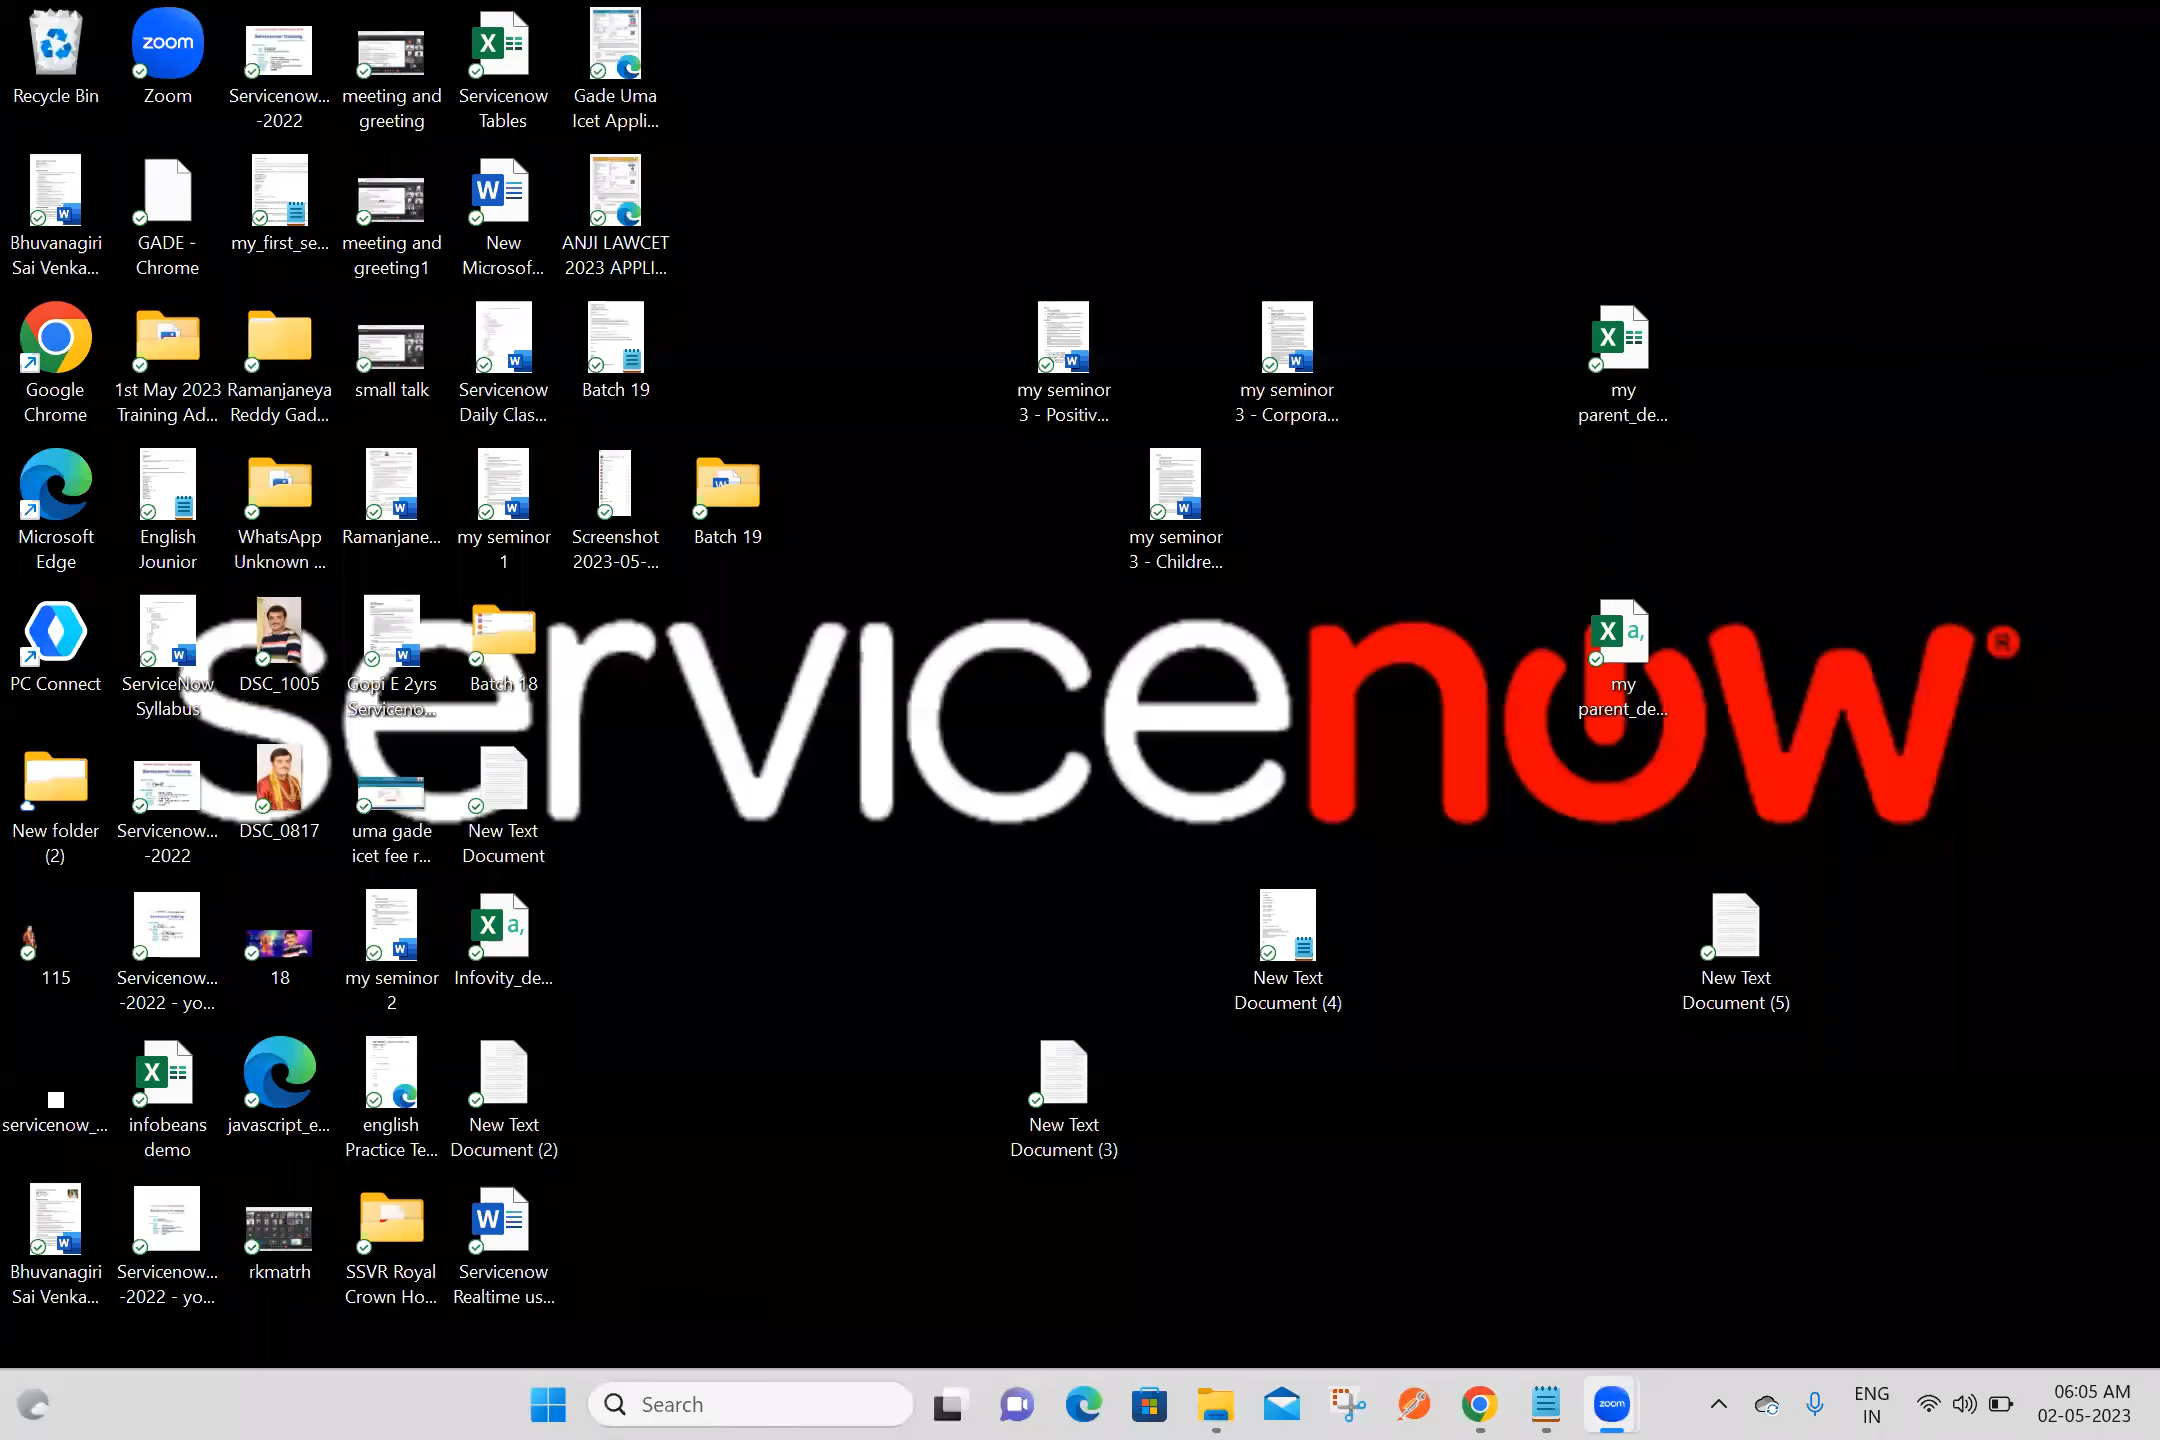 Recycle Bin
Zoom
Servicenow...
-2022
meeting and
greeting
Servicenow
Tables
Gade Uma
Icet Appli...
Bhuvanagiri
Sai Venka...
GADE -
Chrome
my_first_se...
meeting and
greeting1
New
Microsof...
ANJI LAWCET
2023 APPLI...
Google
Chrome
1st May 2023
Training Ad...
Ramanjaneya
Reddy Gad...
small talk
Servicenow
Daily Clas...
Batch 19
my seminor
3 - Positiv...
my seminor
3 - Corpora...
my
parent_de...
Microsoft
Edge
English
Jounior
WhatsApp
Unknown ...
Ramanjane...
my seminor
1
Screenshot
2023-05-...
Batch 19
my seminor
3 - Childre...
PC Connect
ServiceNow
Syllabus
DSC_1005
Gopi E 2yrs
Serviceno...
Batch 18
my
parent_de...
servicenow
New folder
(2)
Servicenow...
-2022
DSC_0817
uma gade
icet fee r...
New Text
Document
115
Servicenow...
-2022 - yo...
18
my seminor
2
Infovity_de...
New Text
Document (4)
New Text
Document (5)
servicenow_...
infobeans
demo
javascript_e...
english
Practice Te...
New Text
Document (2)
New Text
Document (3)
Bhuvanagiri
Sai Venka...
Servicenow...
-2022 - yo...
rkmatrh
SSVR Royal
Crown Ho...
Servicenow
Realtime us...
Search
ENG
IN
06:05 AM
02-05-2023